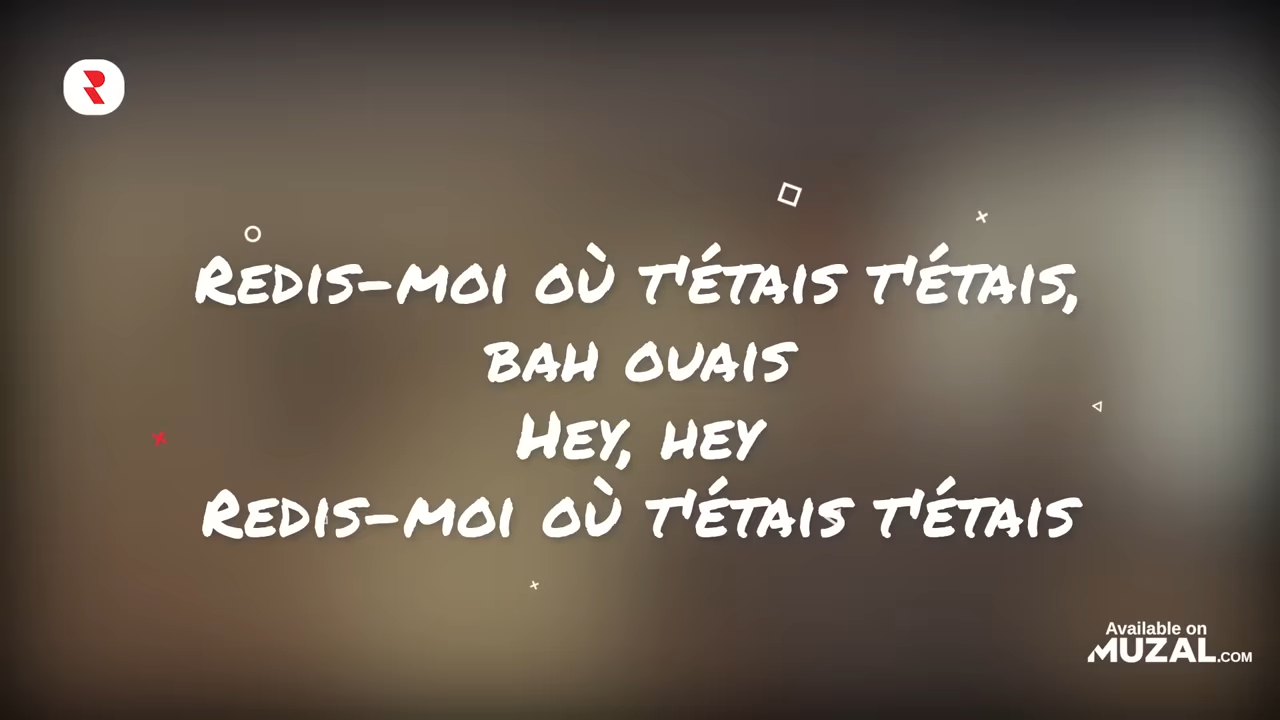 Redis-moi où t'étais t'étais,
bah ouais
Hey, hey
Redis-moi où t'étais t'étais
Available on
MUZAL.COM